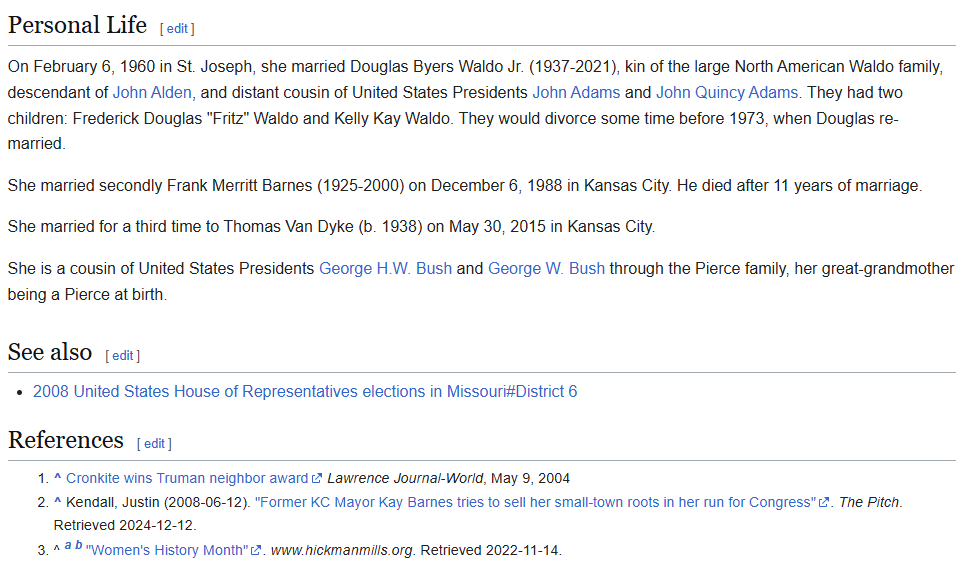 Personal Life [ edit ]
On February 6, 1960 in St. Joseph, she married Douglas Byers Waldo Jr. (1937-2021), kin of the large North American Waldo family,
descendant of John Alden, and distant cousin of United States Presidents John Adams and John Quincy Adams. They had two
children: Frederick Douglas "Fritz" Waldo and Kelly Kay Waldo. They would divorce some time before 1973, when Douglas re-
married.
She married secondly Frank Merritt Barnes (1925-2000) on December 6, 1988 in Kansas City. He died after 11 years of marriage.
She married for a third time to Thomas Van Dyke (b. 1938) on May 30, 2015 in Kansas City.
She is a cousin of United States Presidents George H.W. Bush and George W. Bush through the Pierce family, her great-grandmother
being a Pierce at birth.
See also [ edit ]
• 2008 United States House of Representatives elections in Missouri#District 6
References [ edit ]
1. ^ Cronkite wins Truman neighbor award Lawrence Journal-World, May 9, 2004
2. ^ Kendall, Justin (2008-06-12). "Former KC Mayor Kay Barnes tries to sell her small-town roots in her run for Congress". The Pitch.
Retrieved 2024-12-12.
3. ^ a b "Women's History Month". www.hickmanmills.org. Retrieved 2022-11-14.